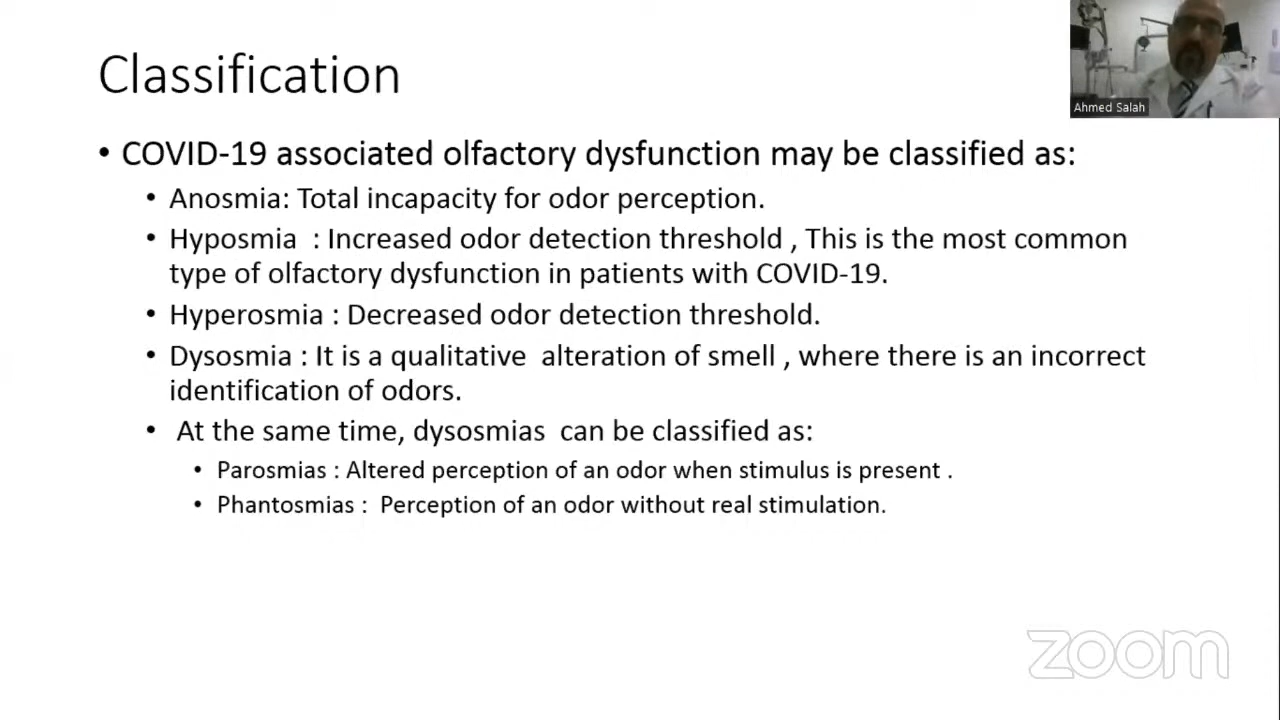 Classification
Ahmed Salah
• COVID-19 associated olfactory dysfunction may be classified as:
• Anosmia: Total incapacity for odor perception.
• Hyposmia : Increased odor detection threshold , This is the most common
type of olfactory dysfunction in patients with COVID-19.
• Hyperosmia : Decreased odor detection threshold.
• Dysosmia : It is a qualitative alteration of smell , where there is an incorrect
identification of odors.
• At the same time, dysosmias can be classified as:
• Parosmias : Altered perception of an odor when stimulus is present .
• Phantosmias : Perception of an odor without real stimulation.
zoom